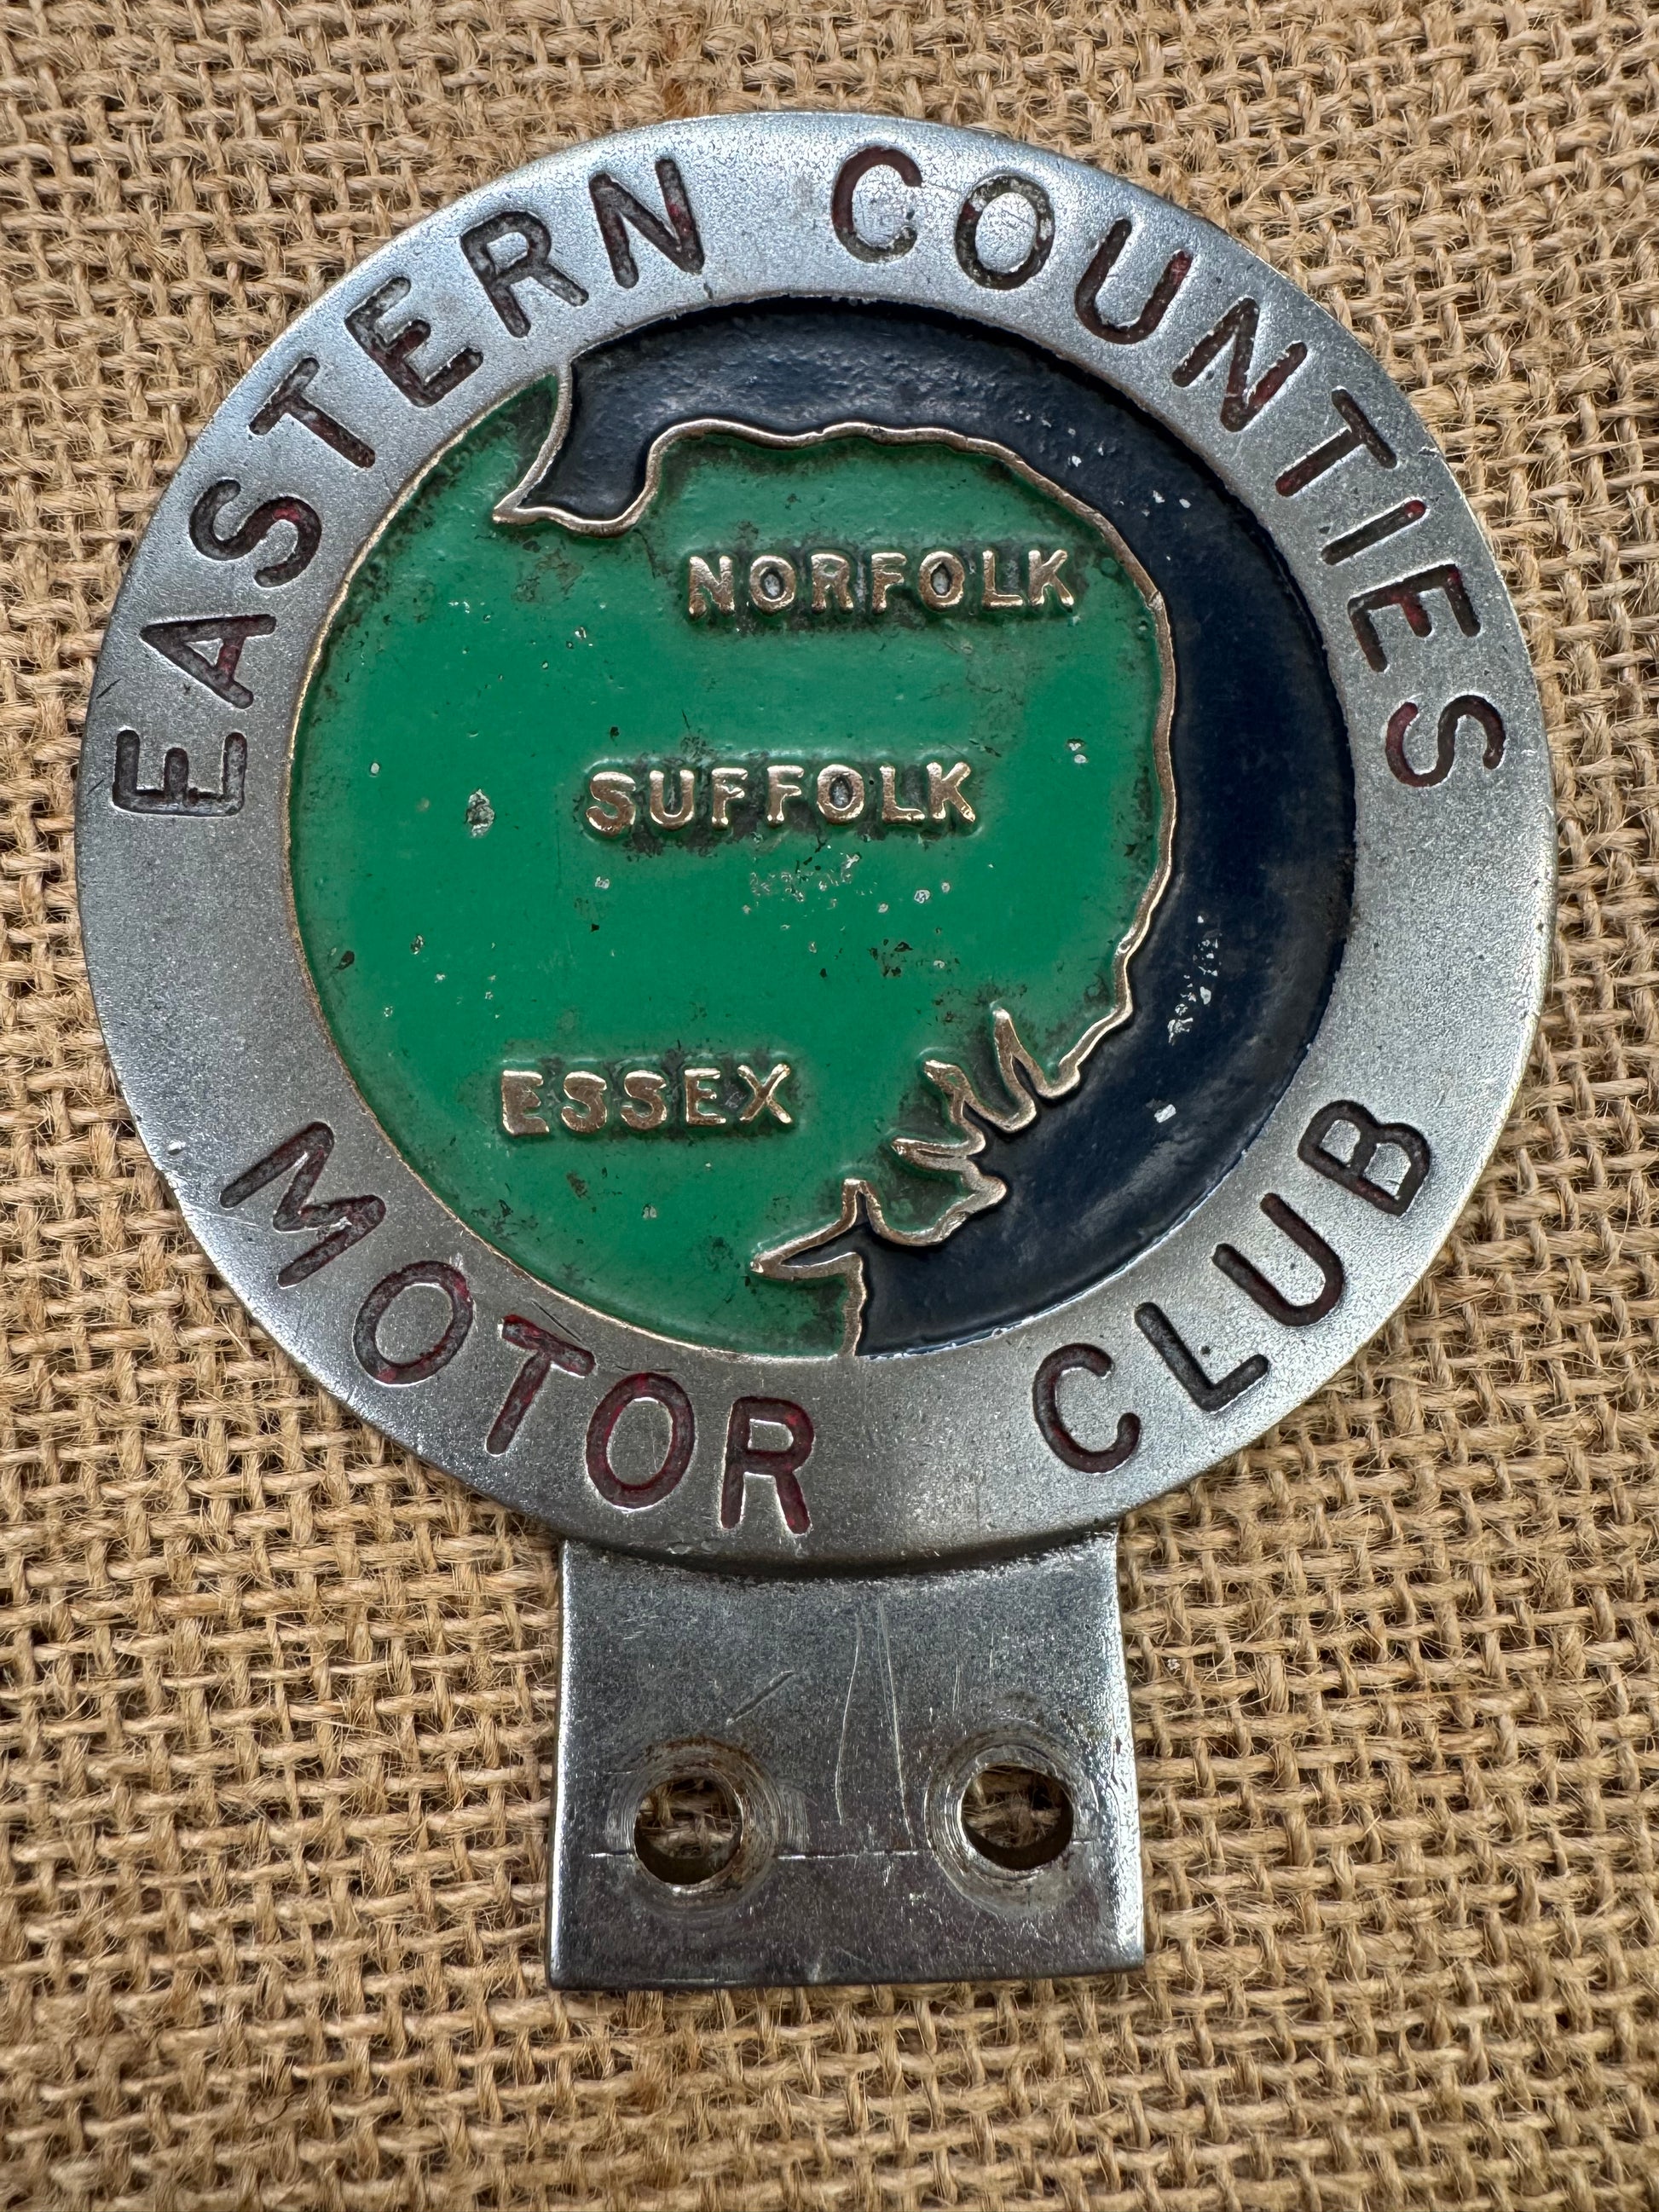 EASTERN COUNTIES
NORFOLK
SUFFOLK
ESSEX
MOTOR CLUB